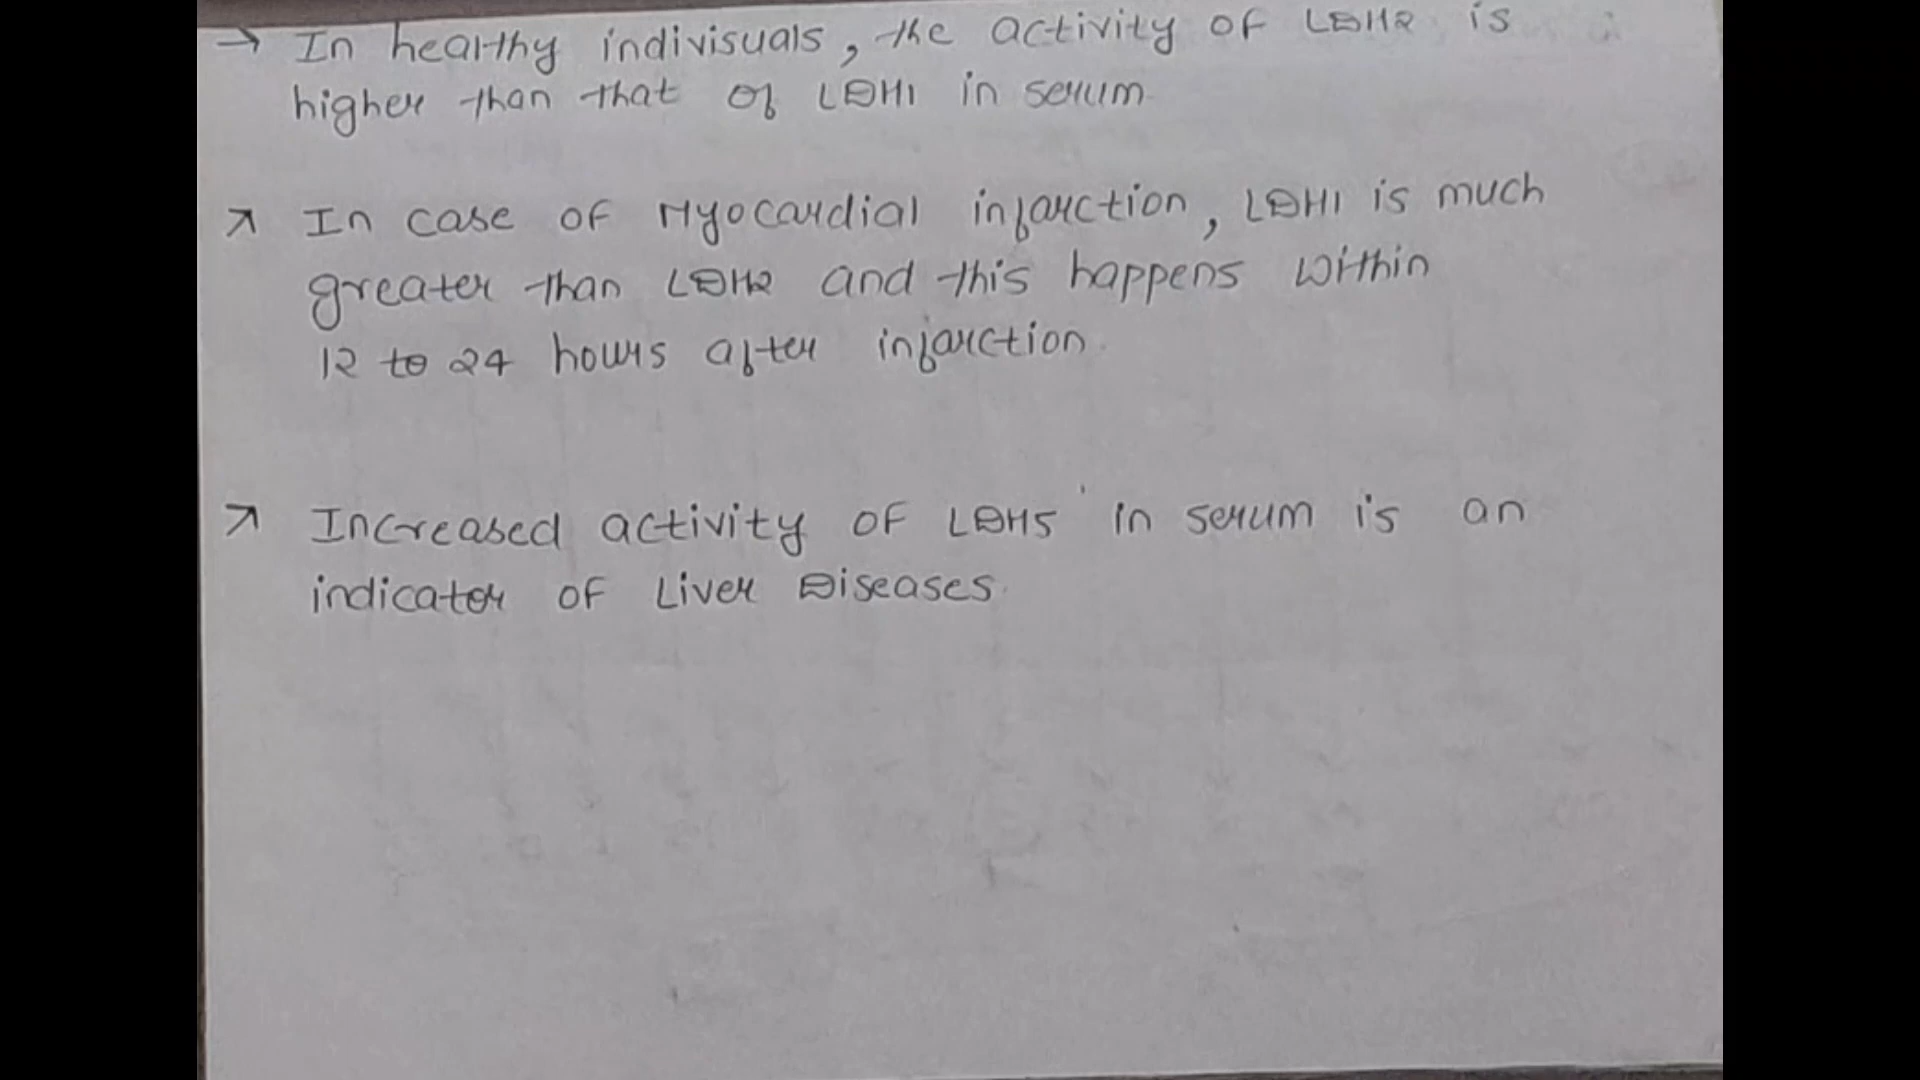 → In healthy indivisuals, the activity of LDH2 is
higher than that of LDH1 in serum
→ In case of Myocardial infarction, LDH1 is much
greater than LDH2 and this happens within
12 to 24 hours after infarction.
→ Increased activity of LDH5 in serum is an
indicator of Liver Diseases.